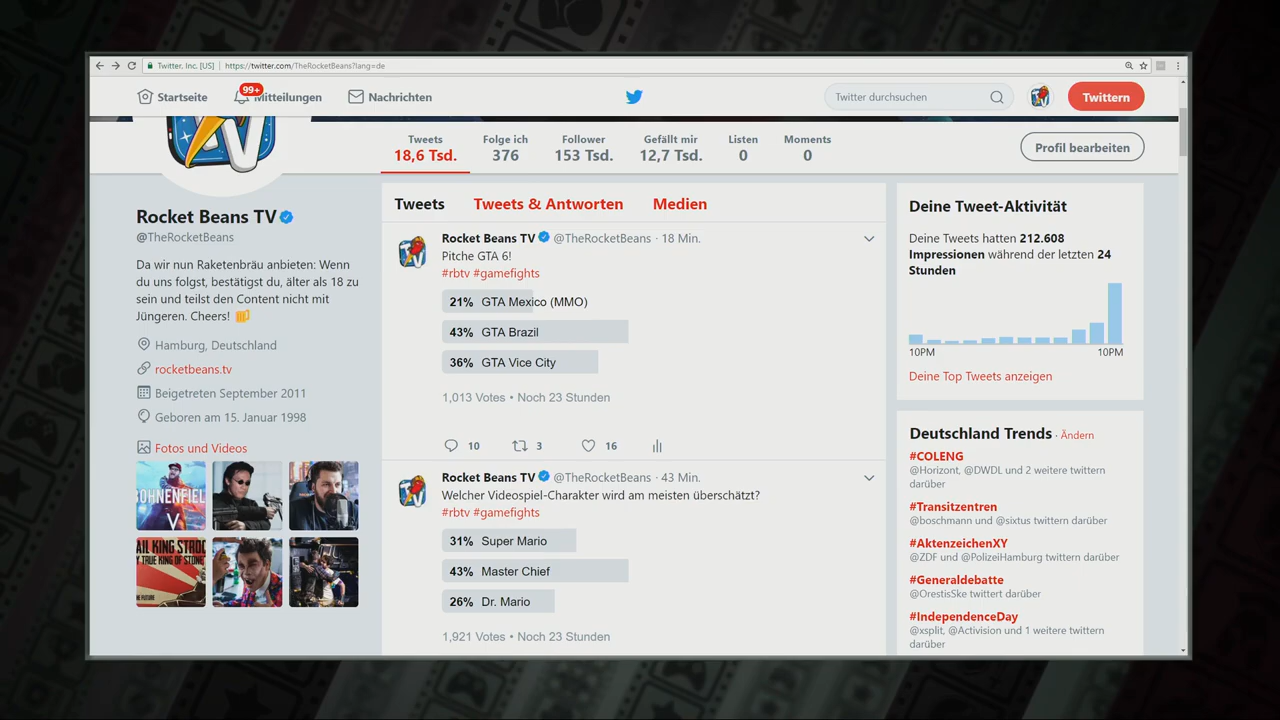 Twitter, Inc. [US] https://twitter.com/TheRocketBeans?lang=de
Startseite
99+
Mitteilungen
Nachrichten
Twitter durchsuchen
Twittern
Tweets
18,6 Tsd.
Folge ich
376
Follower
153 Tsd.
Gefällt mir
12,7 Tsd.
Listen
0
Moments
0
Profil bearbeiten
Rocket Beans TV
@TheRocketBeans
Da wir nun Raketenbräu anbieten: Wenn
du uns folgst, bestätigst du, älter als 18 zu
sein und teilst den Content nicht mit
Jüngeren. Cheers! 🍻
Hamburg, Deutschland
rocketbeans.tv
Beigetreten September 2011
Geboren am 15. Januar 1998
Fotos und Videos
Tweets
Tweets & Antworten
Medien
Rocket Beans TV @TheRocketBeans · 18 Min.
Pitche GTA 6!
#rbtv #gamefights
21% GTA Mexico (MMO)
43% GTA Brazil
36% GTA Vice City
1,013 Votes • Noch 23 Stunden
10
3
16
Rocket Beans TV @TheRocketBeans · 43 Min.
Welcher Videospiel-Charakter wird am meisten überschätzt?
#rbtv #gamefights
31% Super Mario
43% Master Chief
26% Dr. Mario
1,921 Votes • Noch 23 Stunden
Deine Tweet-Aktivität
Deine Tweets hatten 212.608
Impressionen während der letzten 24
Stunden
10PM
10PM
Deine Top Tweets anzeigen
Deutschland Trends · Ändern
#COLENG
@Horizont, @DWDL und 2 weitere twittern
darüber
#Transitzentren
@boschmann und @sixtus twittern darüber
#AktenzeichenXY
@ZDF und @PolizeiHamburg twittern darüber
#Generaldebatte
@OrestisSke twittert darüber
#IndependenceDay
@xsplit, @Activision und 1 weitere twittern
darüber